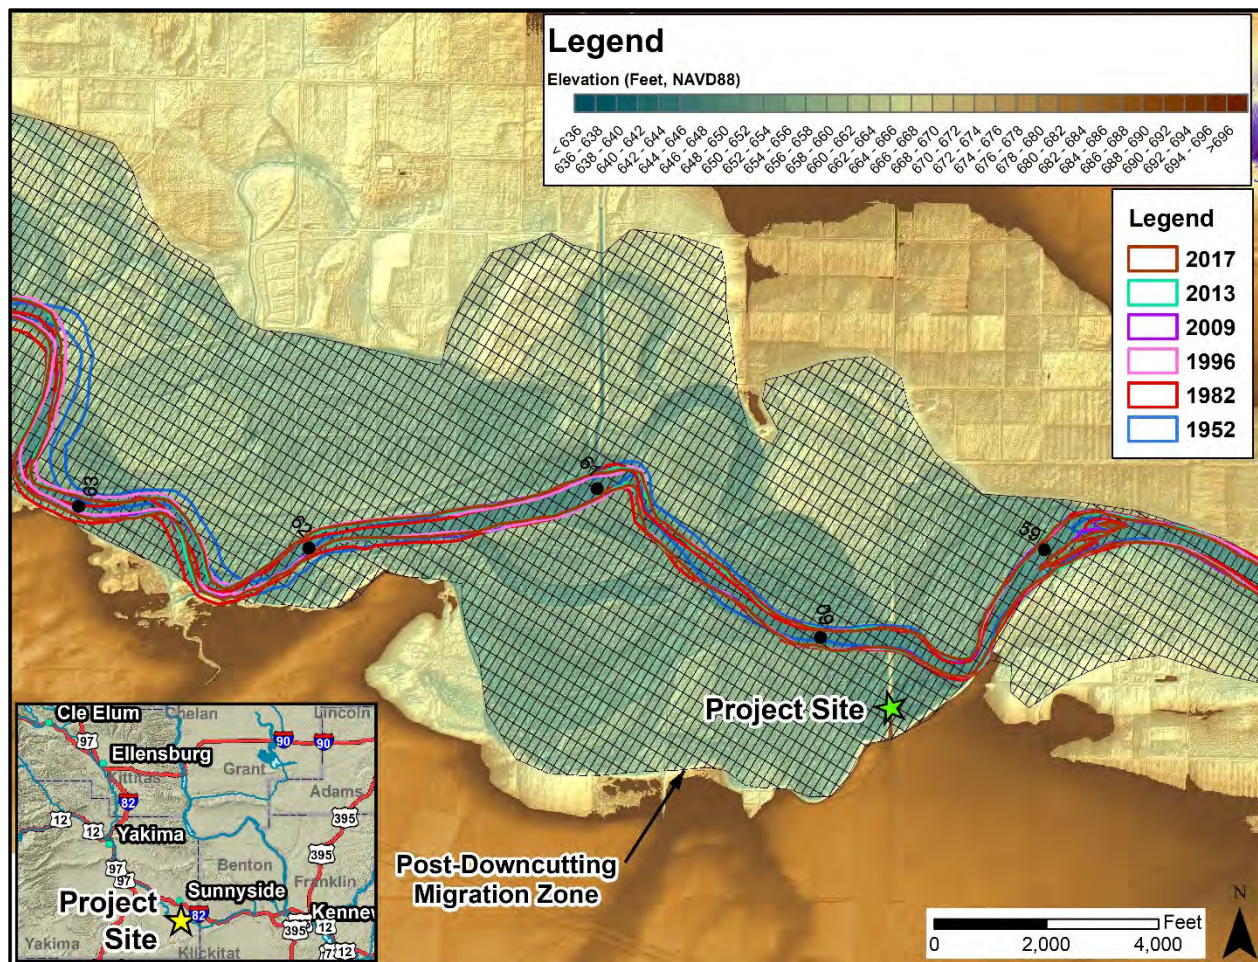 Legend
Elevation (Feet, NAVD88)
< 636
636 - 638
638 - 640
640 - 642
642 - 644
644 - 646
646 - 648
648 - 650
650 - 652
652 - 654
654 - 656
656 - 658
658 - 660
660 - 662
662 - 664
664 - 666
666 - 668
668 - 670
670 - 672
672 - 674
674 - 676
676 - 678
678 - 680
680 - 682
682 - 684
684 - 686
686 - 688
688 - 690
690 - 692
692 - 694
694 - 696
>696
Legend
2017
2013
2009
1996
1982
1952
63
62
59
60
Project Site
Post-Downcutting
Migration Zone
N
Feet
0 2,000 4,000
Cle Elum
Chelan
Lincoln
97
90
90
Ellensburg
Kittitas
Grant
Adams
82
12
12
Yakima
395
97
97
Benton
395
Franklin
Sunnyside
Project
Site
82
Kennew
395
12
12
Yakima
Klickitat